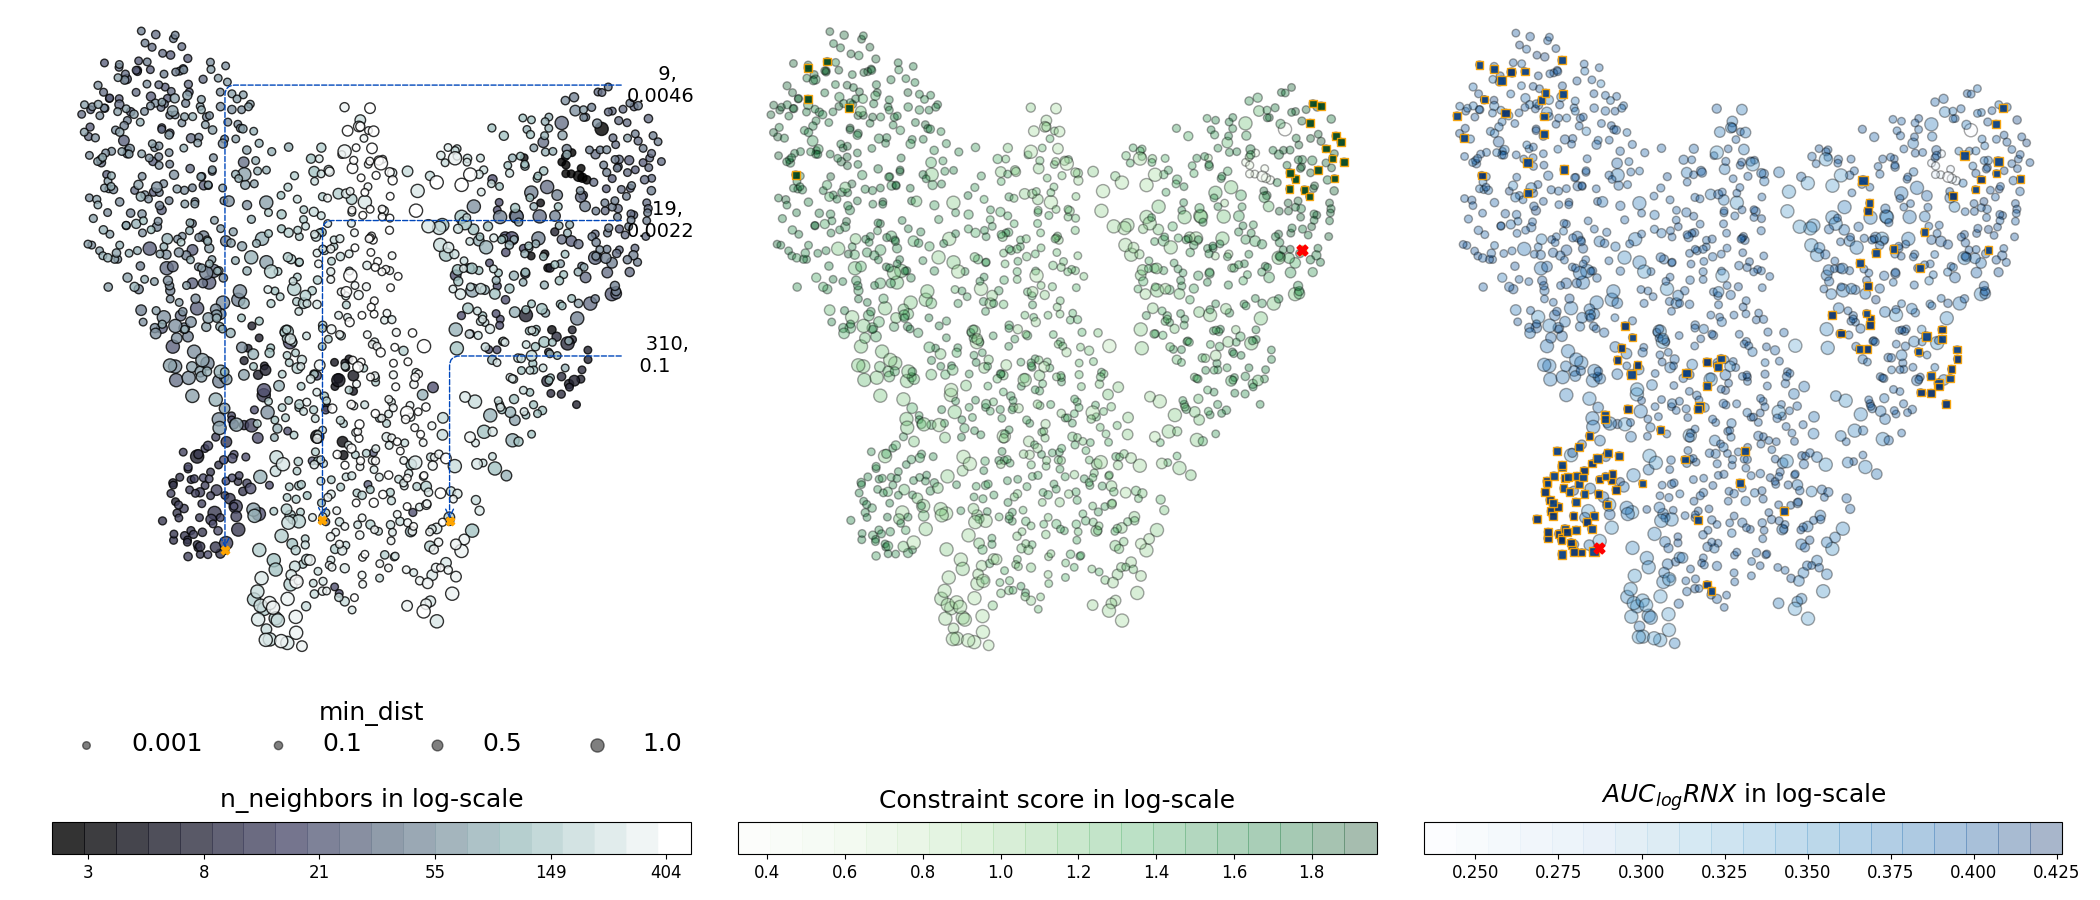 9,
0.0046
19,
0.0022
310,
0.1
min_dist
0.001 0.1 0.5 1.0
n_neighbors in log-scale
3 8 21 55 149 404
Constraint score in log-scale
0.4 0.6 0.8 1.0 1.2 1.4 1.6 1.8
AUC_{log}RNX in log-scale
0.250 0.275 0.300 0.325 0.350 0.375 0.400 0.425